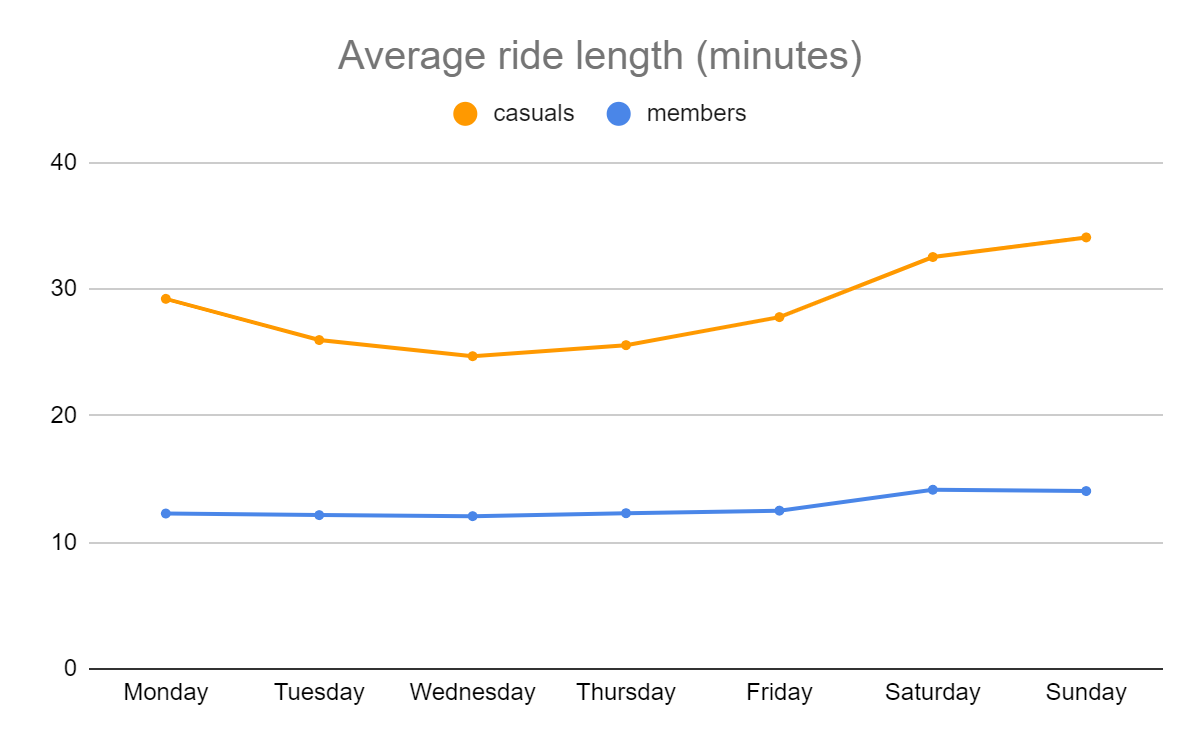 Average ride length (minutes)
casuals members
40
30
20
10
0
Monday Tuesday Wednesday Thursday Friday Saturday Sunday